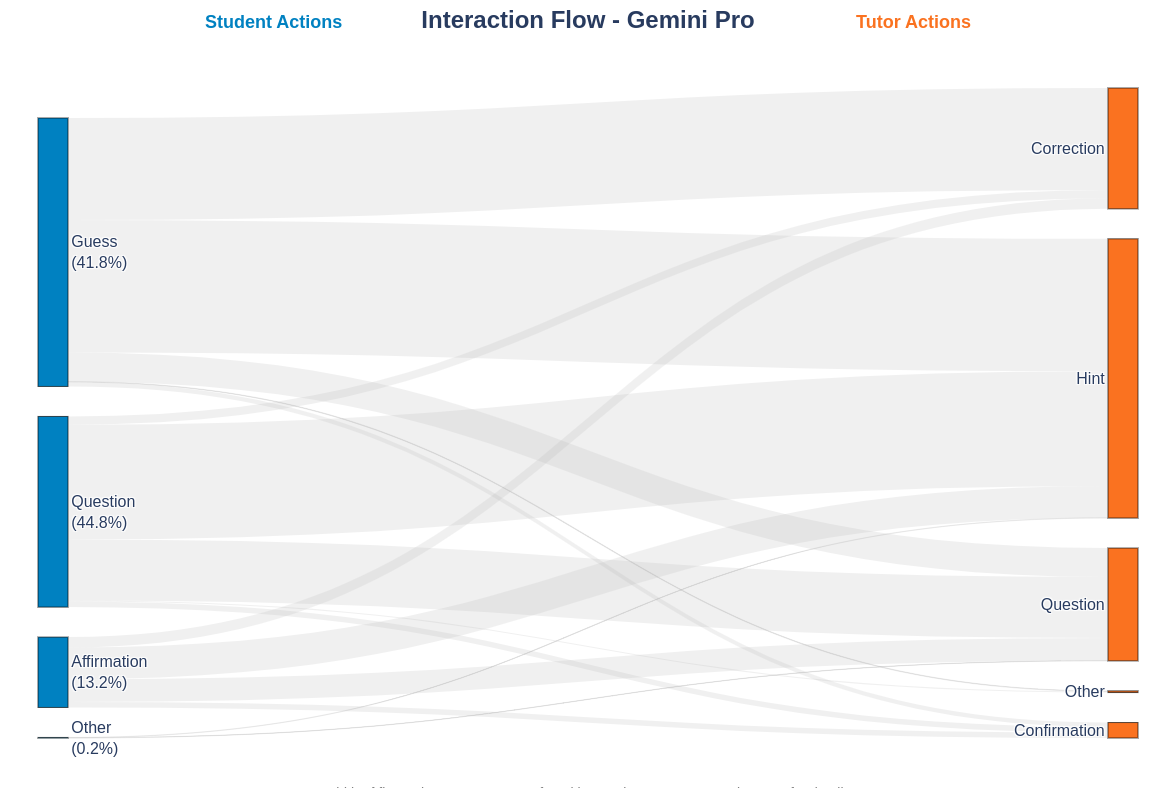 Student Actions
Interaction Flow - Gemini Pro
Tutor Actions
Correction
Guess
(41.8%)
Hint
Question
(44.8%)
Question
Affirmation
(13.2%)
Other
Other
(0.2%)
Confirmation